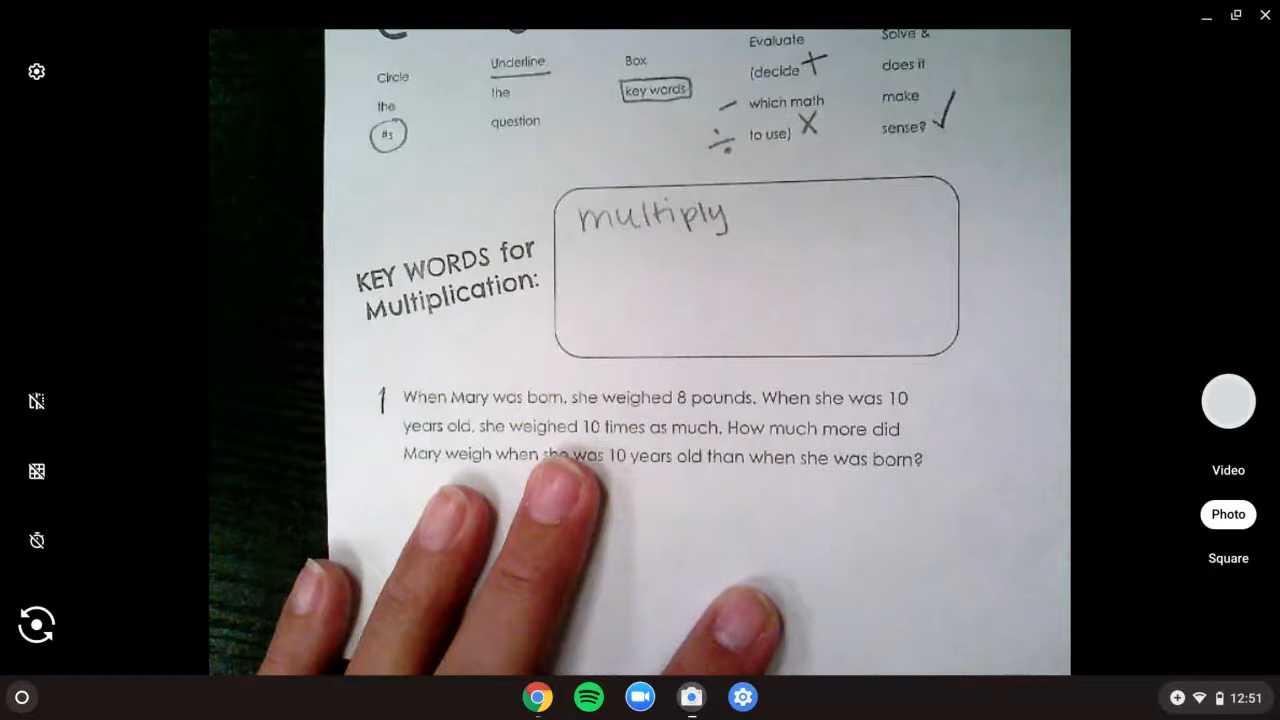 Circle
the
#s
Underline
the
question
Box
key words
Evaluate
(decide +
- which math
÷ to use) X
Solve &
does it
make
sense? ✓
KEY WORDS for
Multiplication:
multiply
1 When Mary was born, she weighed 8 pounds. When she was 10
years old, she weighed 10 times as much. How much more did
Mary weigh when she was 10 years old than when she was born?
Video
Photo
Square
12:51